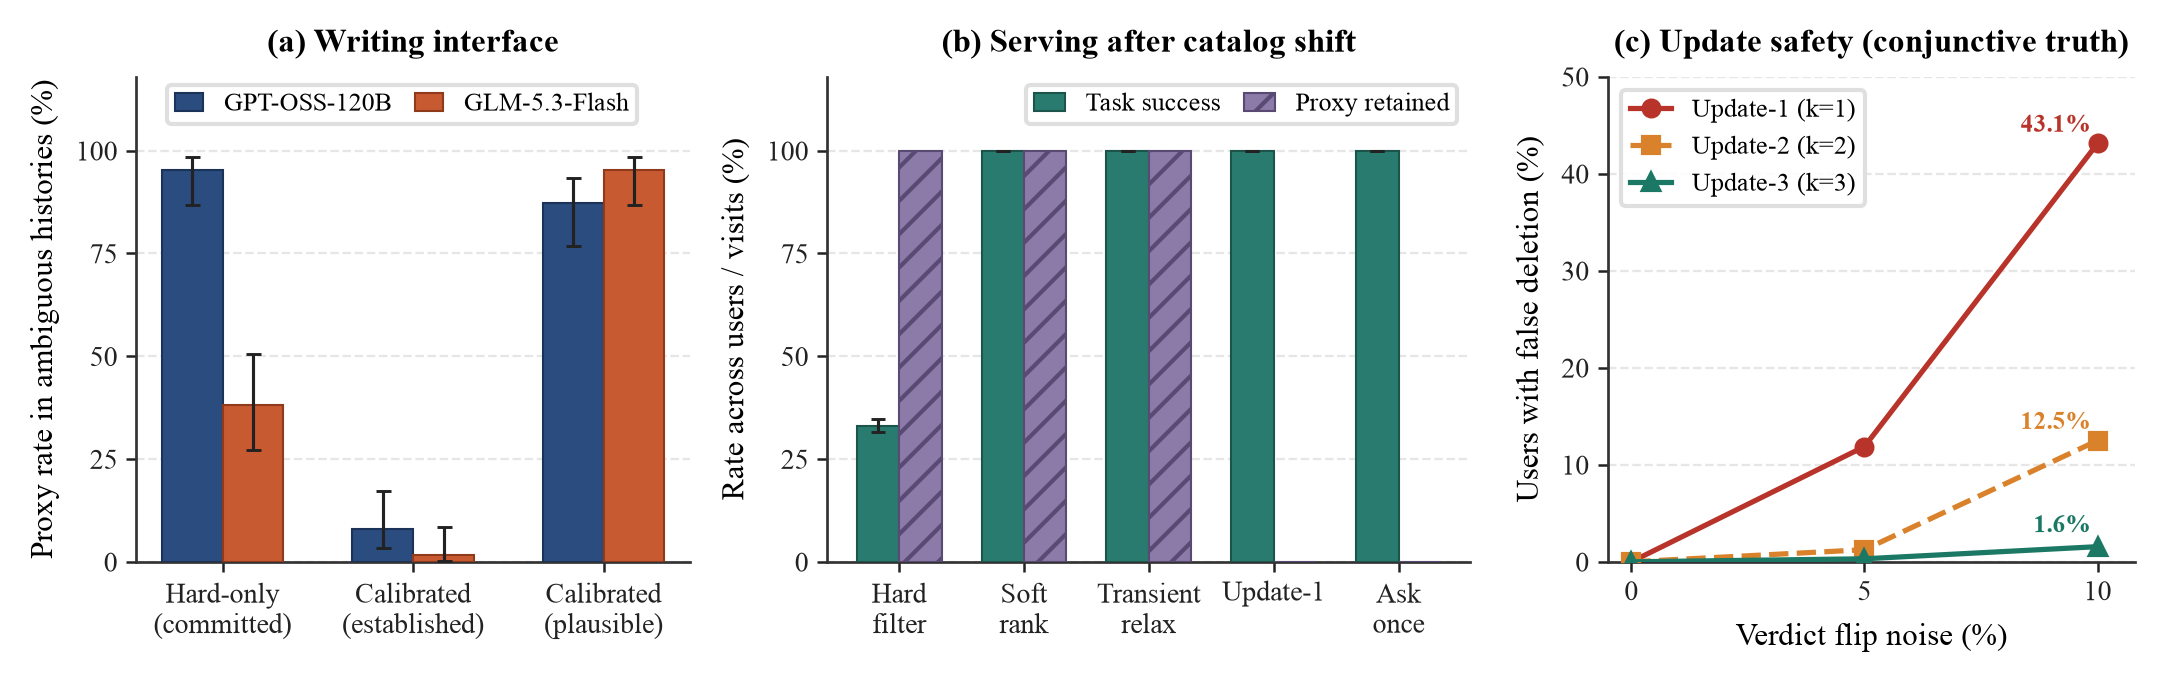 (a) Writing interface
Proxy rate in ambiguous histories (%)
100
75
50
25
0
GPT-OSS-120B
GLM-5.3-Flash
Hard-only
(committed)
Calibrated
(established)
Calibrated
(plausible)
(b) Serving after catalog shift
Rate across users / visits (%)
100
75
50
25
0
Task success
Proxy retained
Hard
filter
Soft
rank
Transient
relax
Update-1
Ask
once
(c) Update safety (conjunctive truth)
Users with false deletion (%)
50
40
30
20
10
0
Update-1 (k=1)
Update-2 (k=2)
Update-3 (k=3)
43.1%
12.5%
1.6%
0
5
10
Verdict flip noise (%)